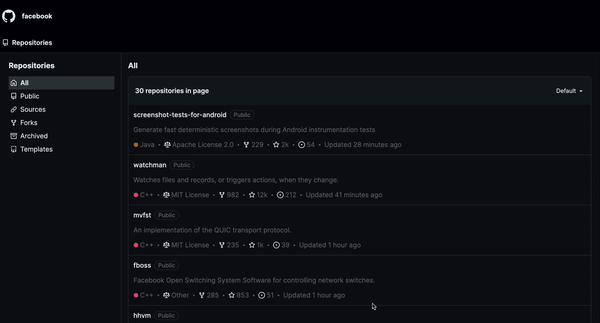 facebook
Repositories
Repositories
All
Public
Sources
Forks
Archived
Templates
All
30 repositories in page
Default
screenshot-tests-for-android Public
Generate fast deterministic screenshots during Android instrumentation tests
Java • Apache License 2.0 • 229 • 2k • 54 • Updated 28 minutes ago
watchman Public
Watches files and records, or triggers actions, when they change.
C++ • MIT License • 982 • 12k • 212 • Updated 41 minutes ago
mvfst Public
An implementation of the QUIC transport protocol.
C++ • MIT License • 235 • 1k • 39 • Updated 1 hour ago
fboss Public
Facebook Open Switching System Software for controlling network switches.
C++ • Other • 285 • 853 • 51 • Updated 1 hour ago
hhvm Public